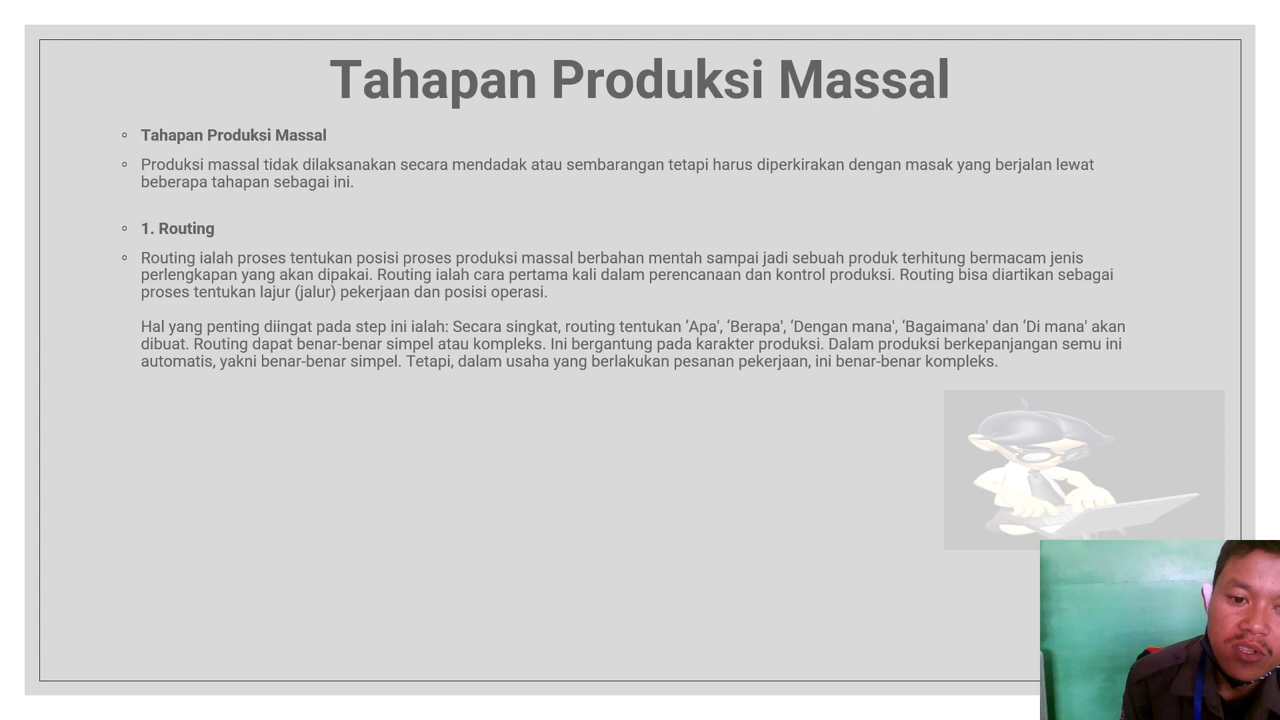 Tahapan Produksi Massal
Tahapan Produksi Massal
Produksi massal tidak dilaksanakan secara mendadak atau sembarangan tetapi harus diperkirakan dengan masak yang berjalan lewat
beberapa tahapan sebagai ini.
1. Routing
Routing ialah proses tentukan posisi proses produksi massal berbahan mentah sampai jadi sebuah produk terhitung bermacam jenis
perlengkapan yang akan dipakai. Routing ialah cara pertama kali dalam perencanaan dan kontrol produksi. Routing bisa diartikan sebagai
proses tentukan lajur (jalur) pekerjaan dan posisi operasi.
Hal yang penting diingat pada step ini ialah: Secara singkat, routing tentukan ‘Apa', ‘Berapa', ‘Dengan mana', ‘Bagaimana' dan ‘Di mana' akan
dibuat. Routing dapat benar-benar simpel atau kompleks. Ini bergantung pada karakter produksi. Dalam produksi berkepanjangan semu ini
automatis, yakni benar-benar simpel. Tetapi, dalam usaha yang berlakukan pesanan pekerjaan, ini benar-benar kompleks.